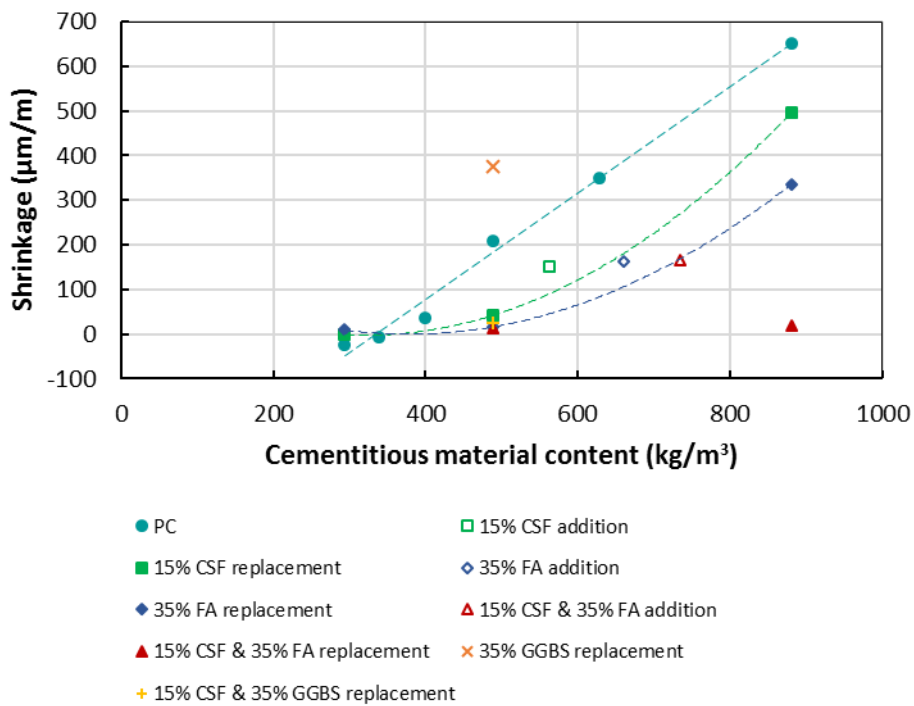 700
600
500
400
300
200
100
0
-100
Shrinkage (µm/m)
0 200 400 600 800 1000
Cementitious material content (kg/m³)
PC
15% CSF addition
15% CSF replacement
35% FA addition
35% FA replacement
15% CSF & 35% FA addition
15% CSF & 35% FA replacement
35% GGBS replacement
15% CSF & 35% GGBS replacement